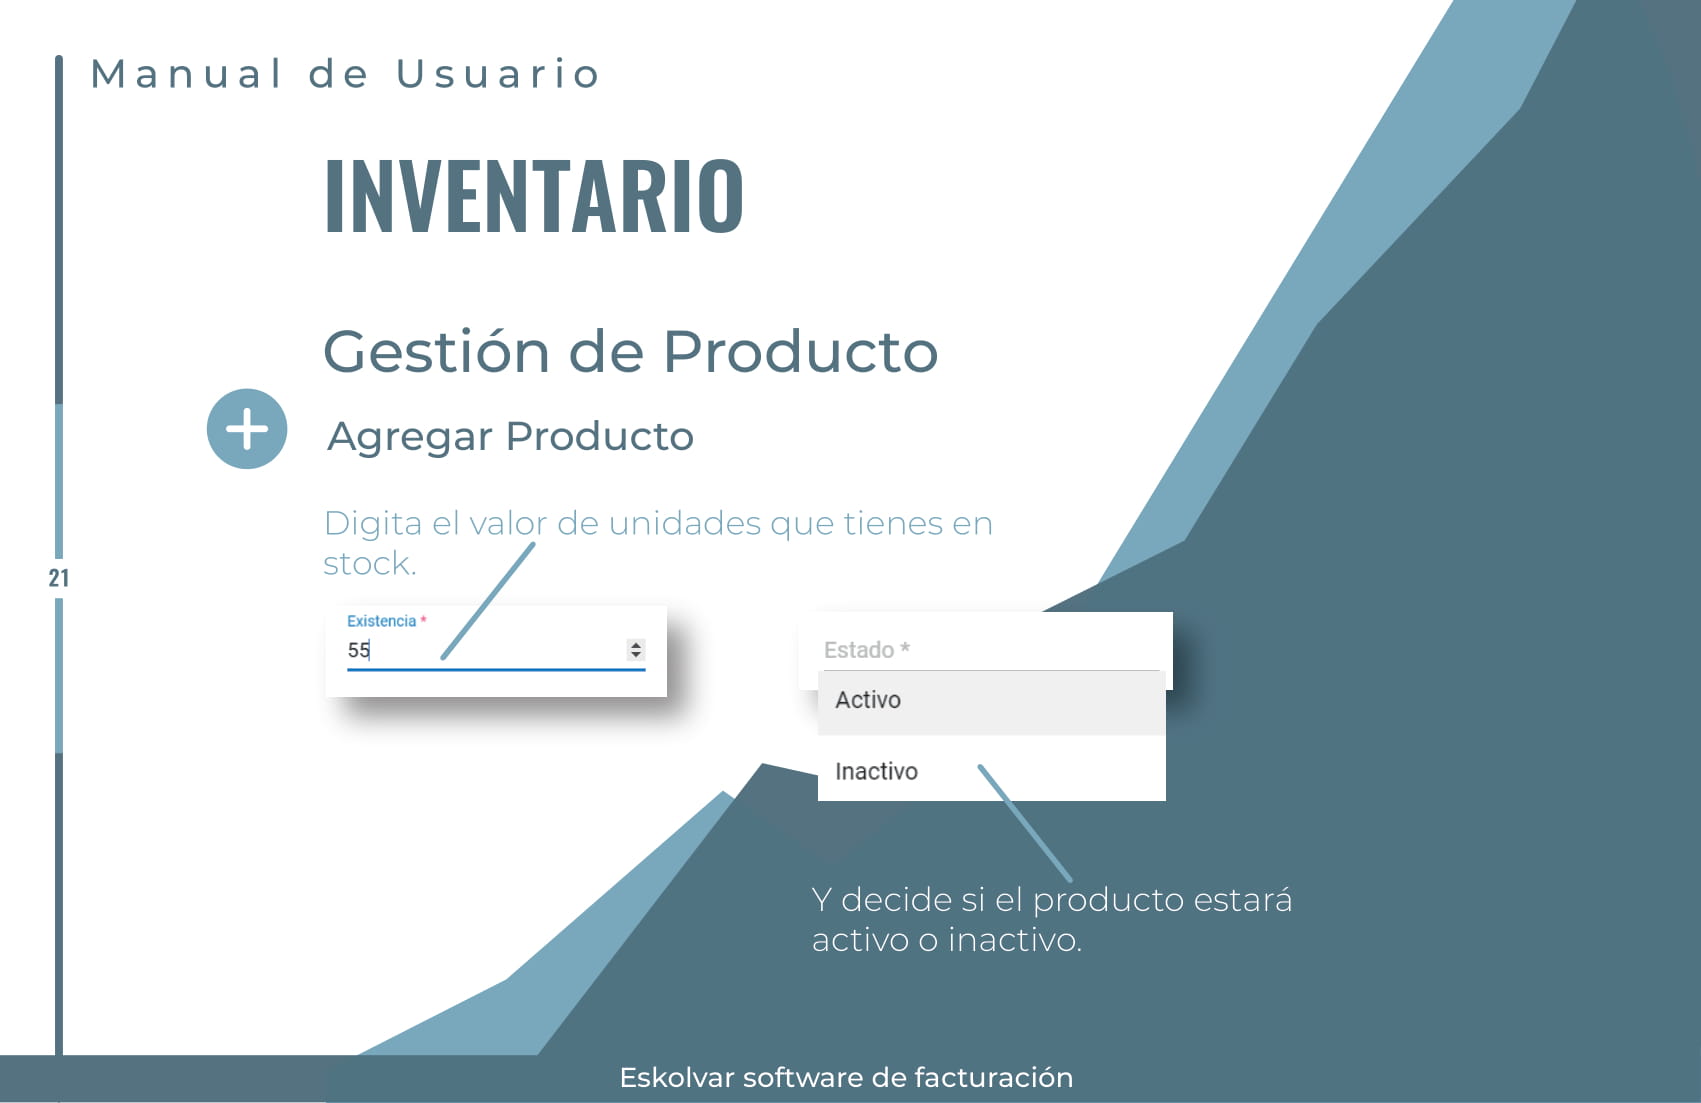 Manual de Usuario
INVENTARIO
Gestión de Producto
Agregar Producto
Digita el valor de unidades que tienes en
stock.
21
Existencia *
55
Estado *
Activo
Inactivo
Y decide si el producto estará
activo o inactivo.
Eskolvar software de facturación